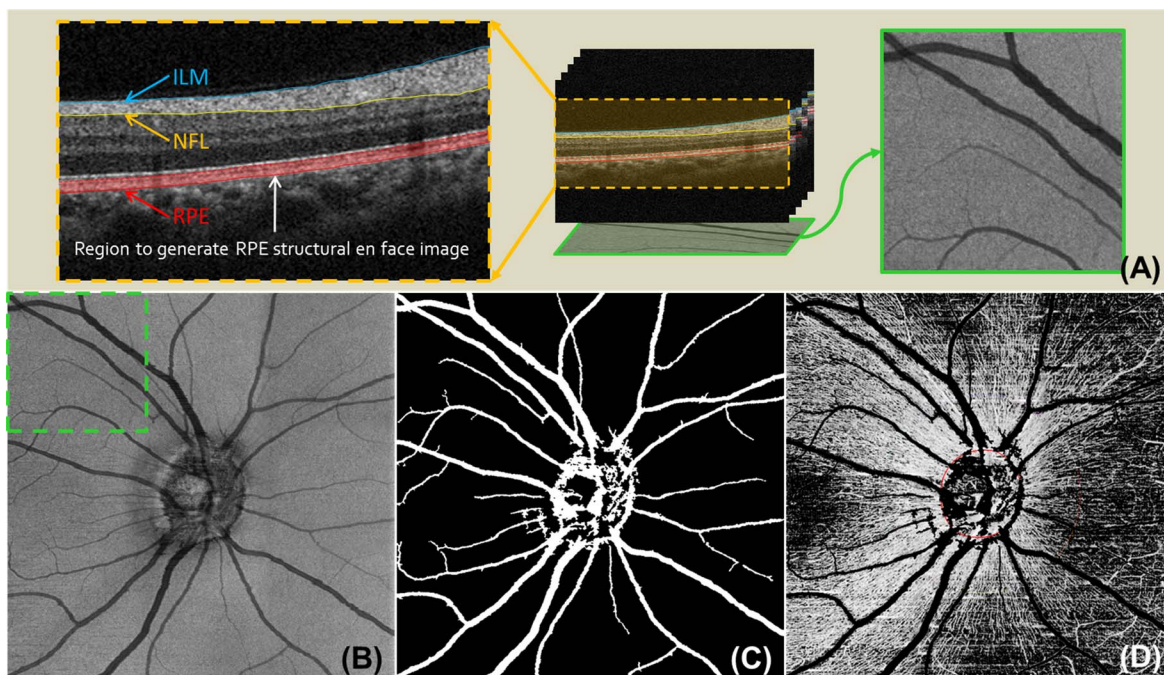 ILM
NFL
RPE
Region to generate RPE structural en face image
(A)
(B)
(C)
(D)